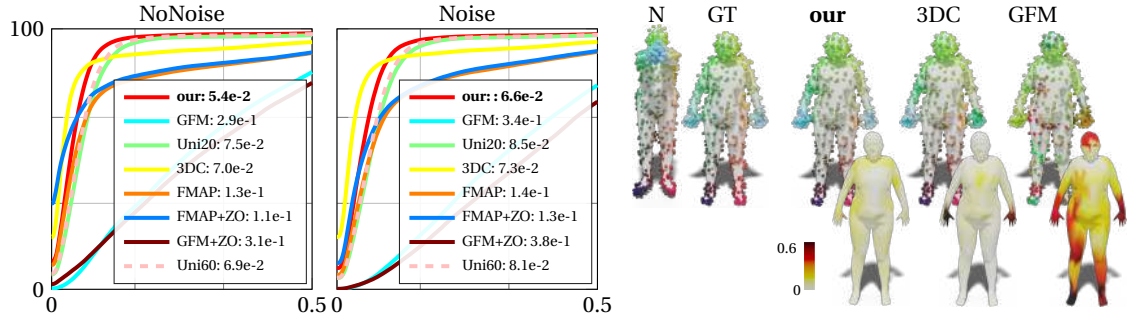 NoNoise
100
0
our: 5.4e-2
GFM: 2.9e-1
Uni20: 7.5e-2
3DC: 7.0e-2
FMAP: 1.3e-1
FMAP+ZO: 1.1e-1
GFM+ZO: 3.1e-1
Uni60: 6.9e-2
0
0.5
Noise
our: : 6.6e-2
GFM: 3.4e-1
Uni20: 8.5e-2
3DC: 7.3e-2
FMAP: 1.4e-1
FMAP+ZO: 1.3e-1
GFM+ZO: 3.8e-1
Uni60: 8.1e-2
0
0.5
N GT our 3DC GFM
0.6
0